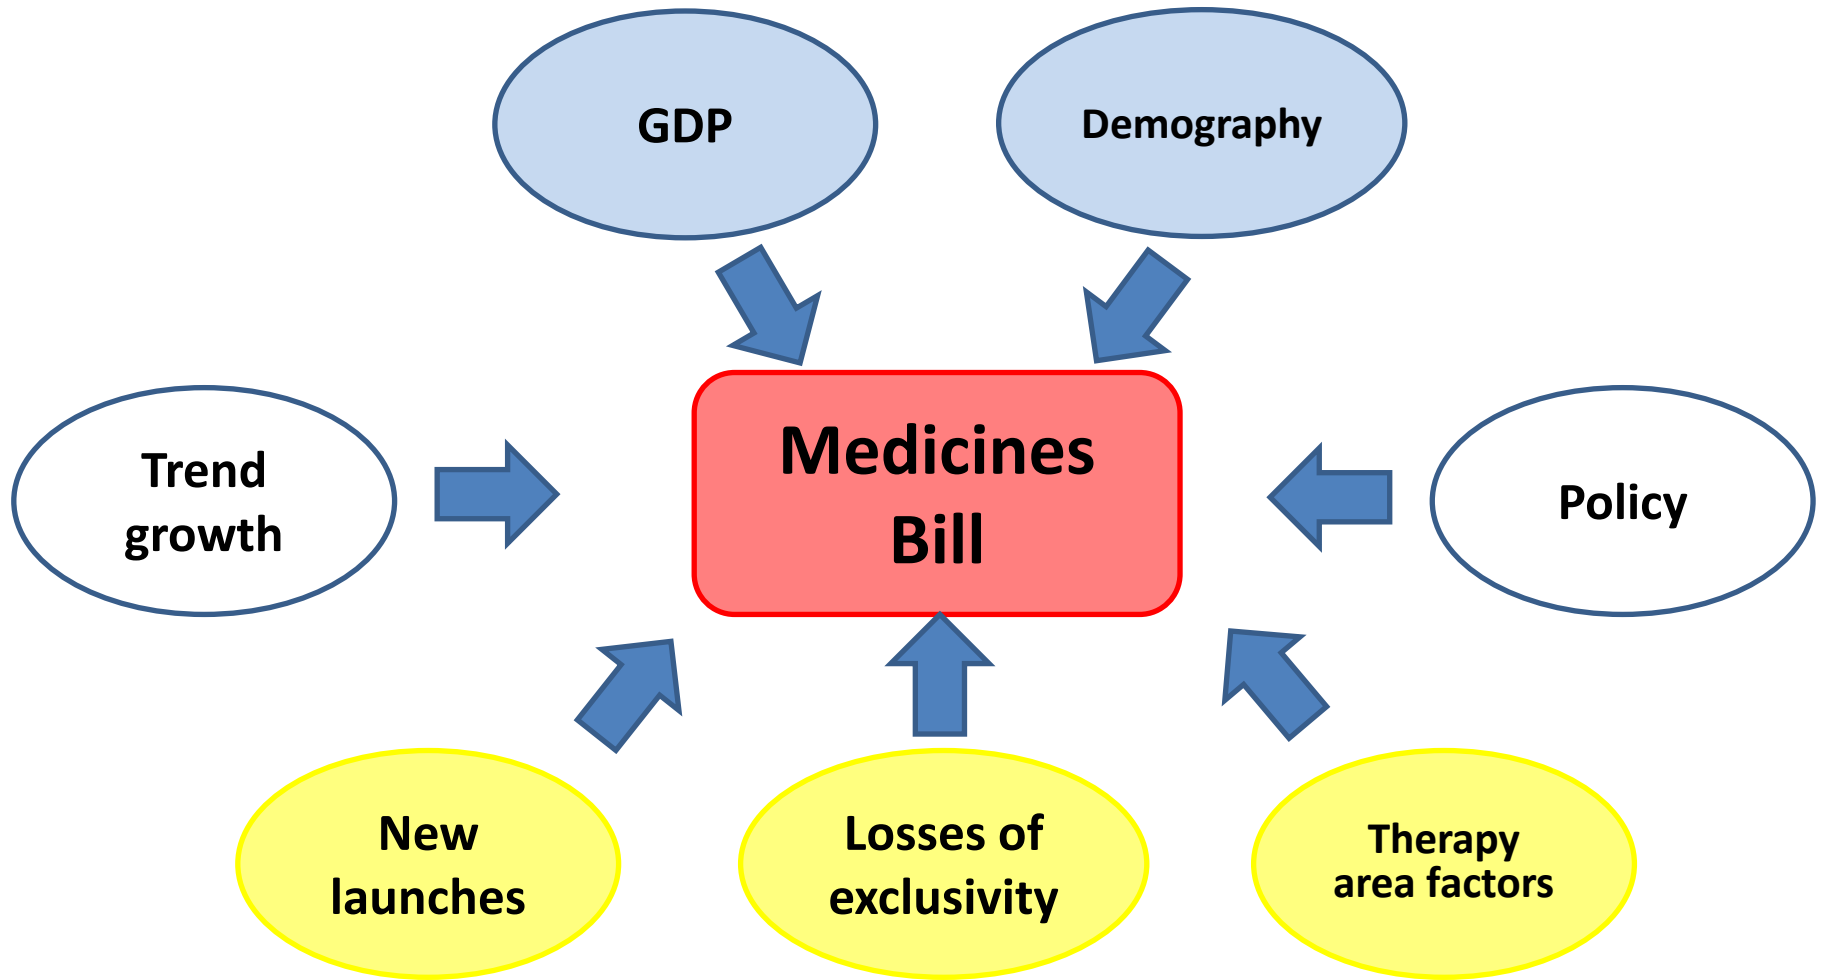 GDP
Demography
Trend
growth
Medicines
Bill
Policy
New
launches
Losses of
exclusivity
Therapy
area factors